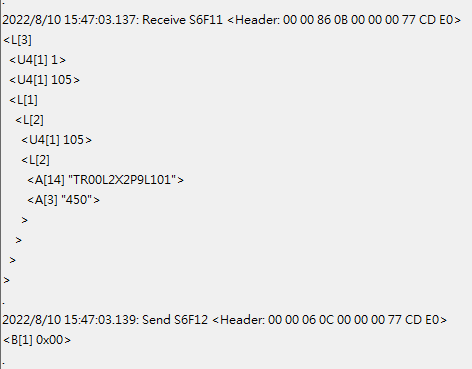 .
2022/8/10 15:47:03.137: Receive S6F11 <Header: 00 00 86 0B 00 00 00 77 CD E0>
<L[3]
<U4[1] 1>
<U4[1] 105>
<L[1]
<L[2]
<U4[1] 105>
<L[2]
<A[14] "TR00L2X2P9L101">
<A[3] "450">
>
>
>
>
.
2022/8/10 15:47:03.139: Send S6F12 <Header: 00 00 06 0C 00 00 00 77 CD E0>
<B[1] 0x00>
.